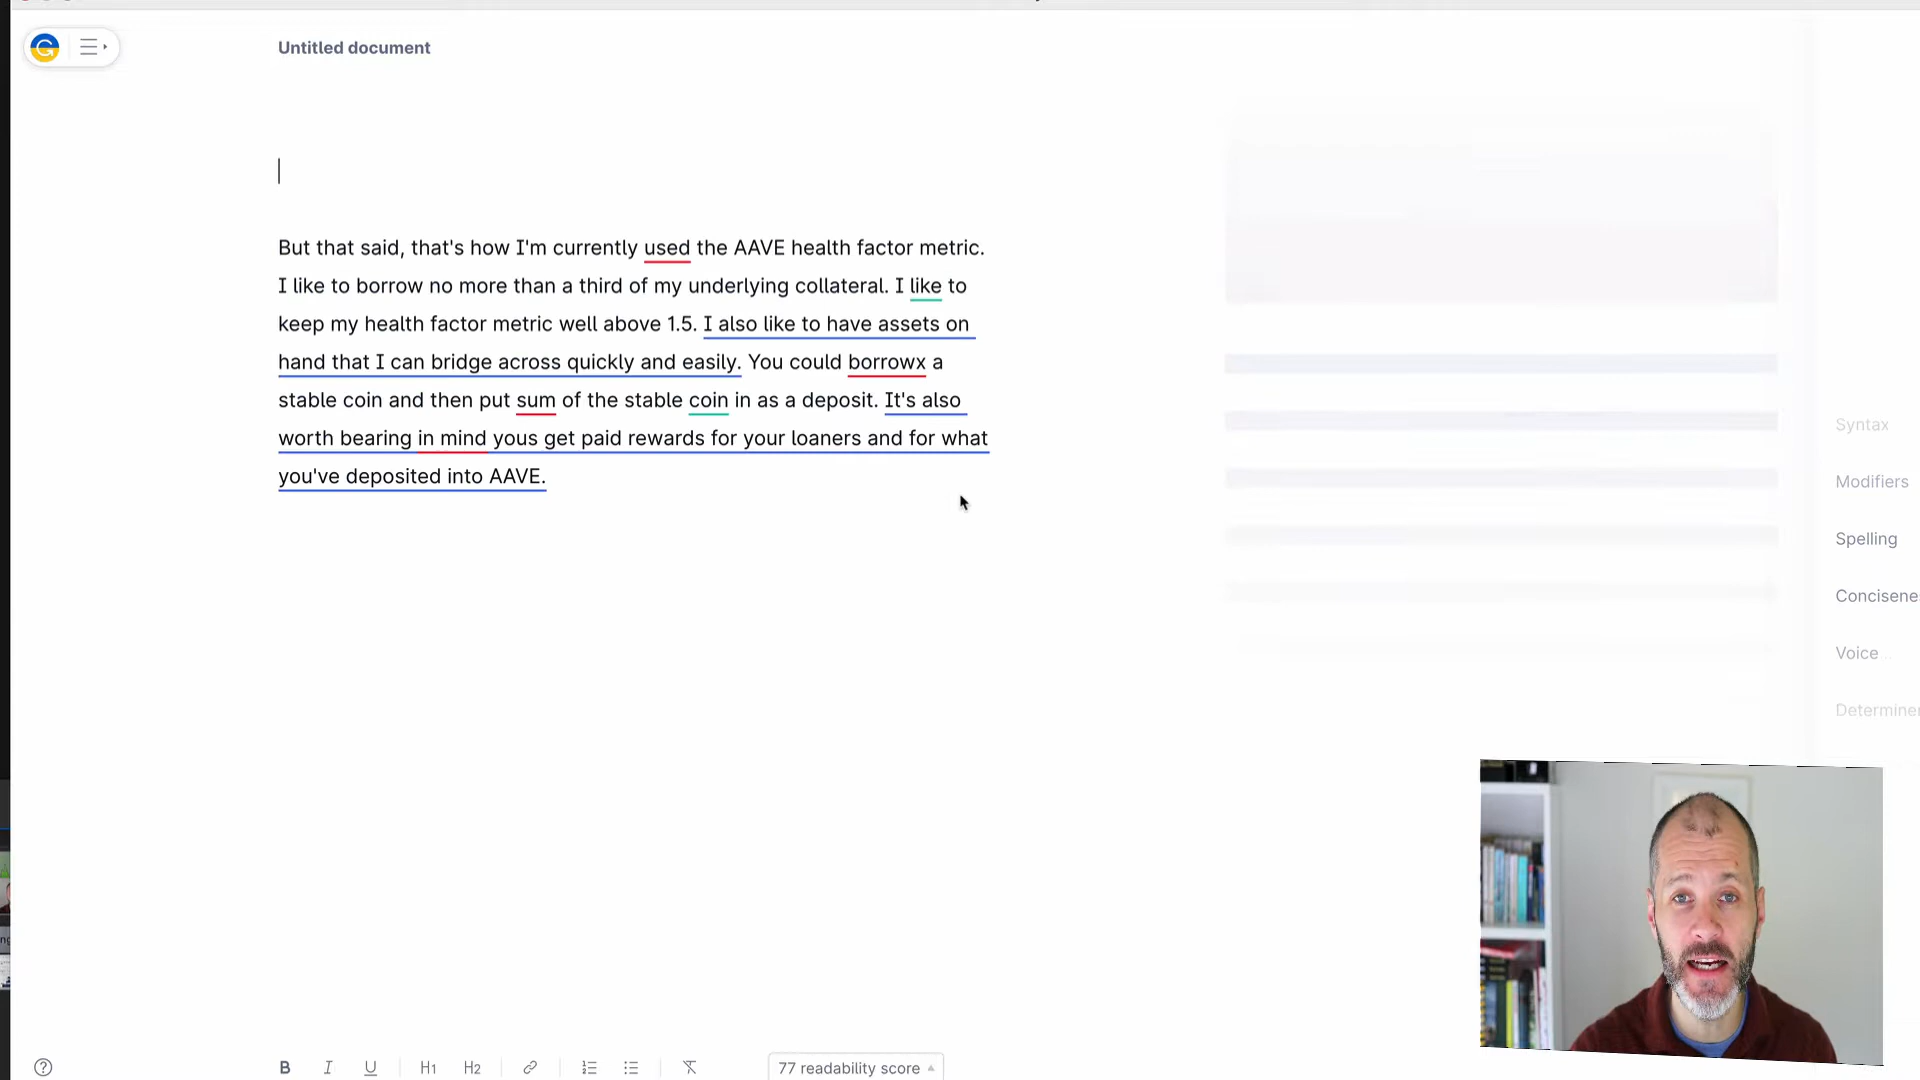 Untitled document
But that said, that's how I'm currently used the AAVE health factor metric.
I like to borrow no more than a third of my underlying collateral. I like to
keep my health factor metric well above 1.5. I also like to have assets on
hand that I can bridge across quickly and easily. You could borrowx a
stable coin and then put sum of the stable coin in as a deposit. It's also
worth bearing in mind yous get paid rewards for your loaners and for what
you've deposited into AAVE.
Syntax
Modifiers
Spelling
Concisene
Voice
Determiner
B I U H1 H2 77 readability score